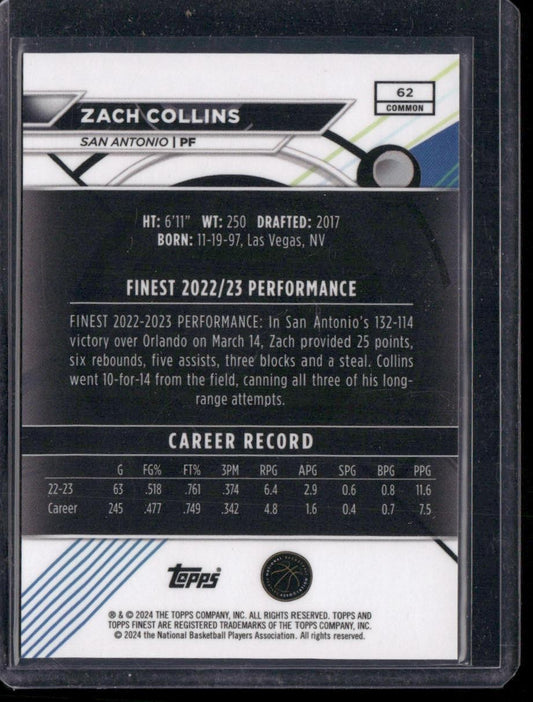 62
COMMON
ZACH COLLINS
SAN ANTONIO | PF
HT: 6'11" WT: 250 DRAFTED: 2017
BORN: 11-19-97, Las Vegas, NV
FINEST 2022/23 PERFORMANCE
FINEST 2022-2023 PERFORMANCE: In San Antonio's 132-114
victory over Orlando on March 14, Zach provided 25 points,
six rebounds, five assists, three blocks and a steal. Collins
went 10-for-14 from the field, canning all three of his long-
range attempts.
CAREER RECORD
G FG% FT% 3PM RPG APG SPG BPG PPG
22-23 63 .518 .761 .374 6.4 2.9 0.6 0.8 11.6
Career 245 .477 .749 .342 4.8 1.6 0.4 0.7 7.5
topps
® & © 2024 THE TOPPS COMPANY, INC. ALL RIGHTS RESERVED. TOPPS AND
TOPPS FINEST ARE REGISTERED TRADEMARKS OF THE TOPPS COMPANY, INC.
© 2024 the National Basketball Players Association. All rights reserved.